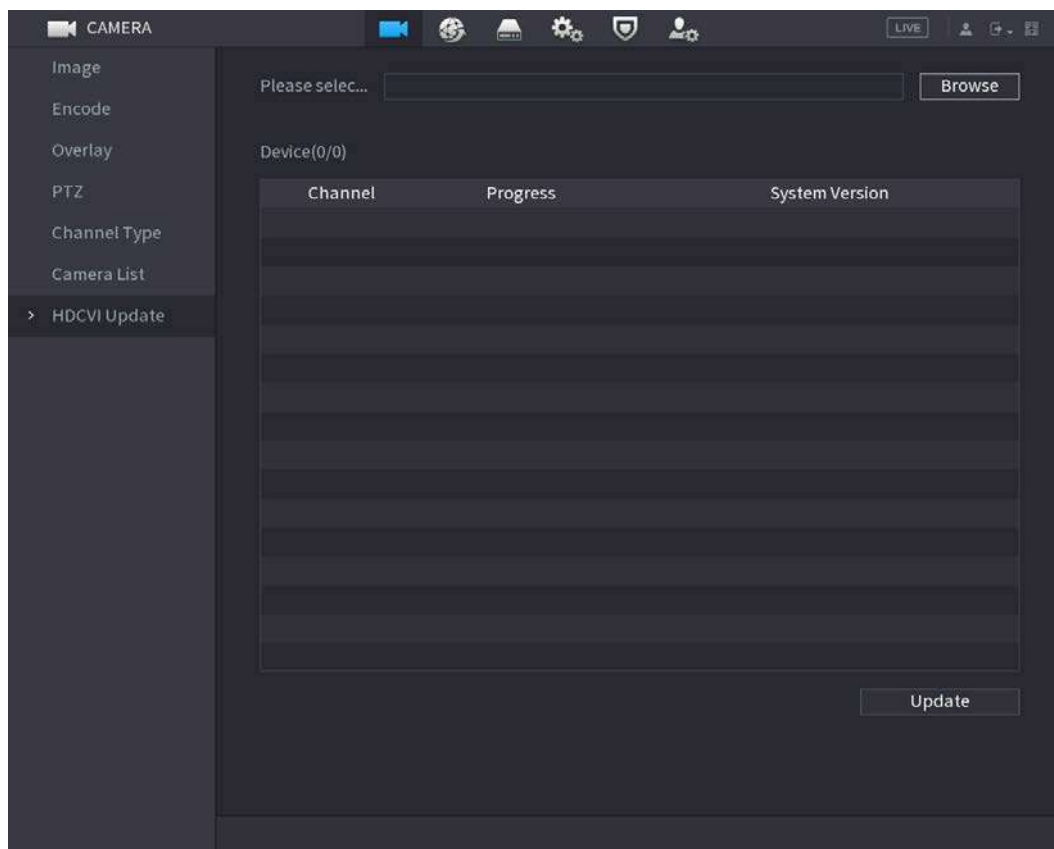 CAMERA
LIVE
Image
Encode
Overlay
PTZ
Channel Type
Camera List
> HDCVI Update
Please selec...
Browse
Device(0/0)
Channel Progress System Version
Update